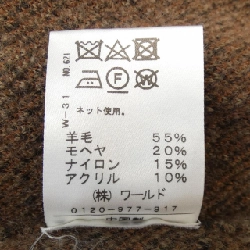 W-31 NO.671
ネット使用。
羊毛 55%
モヘヤ 20%
ナイロン 15%
アクリル 10%
(株) ワールド
0120-977-917
中国製